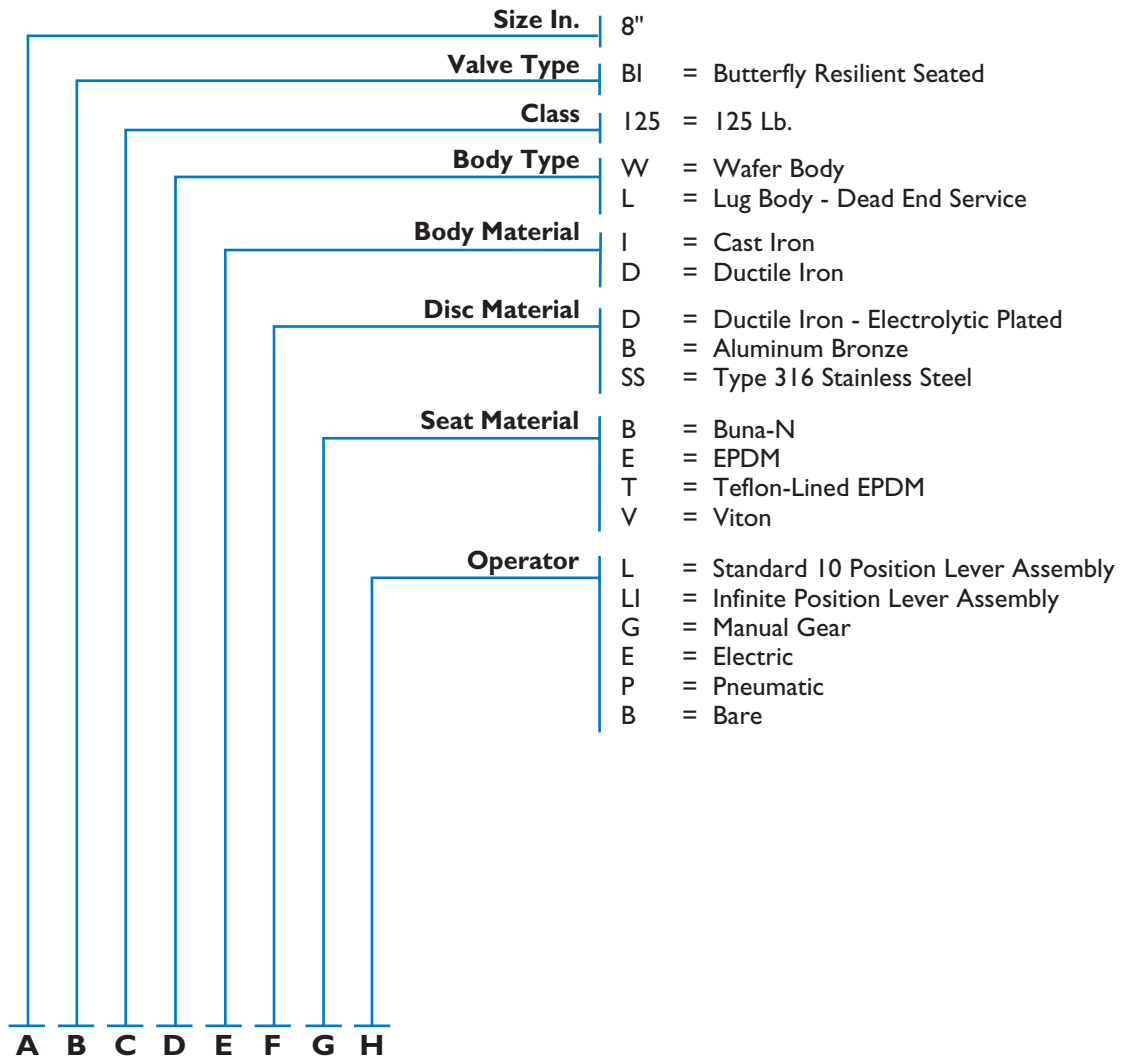 Size In. 8"
Valve Type BI = Butterfly Resilient Seated
Class 125 = 125 Lb.
Body Type W = Wafer Body
L = Lug Body - Dead End Service
Body Material I = Cast Iron
D = Ductile Iron
Disc Material D = Ductile Iron - Electrolytic Plated
B = Aluminum Bronze
SS = Type 316 Stainless Steel
Seat Material B = Buna-N
E = EPDM
T = Teflon-Lined EPDM
V = Viton
Operator L = Standard 10 Position Lever Assembly
LI = Infinite Position Lever Assembly
G = Manual Gear
E = Electric
P = Pneumatic
B = Bare
A B C D E F G H